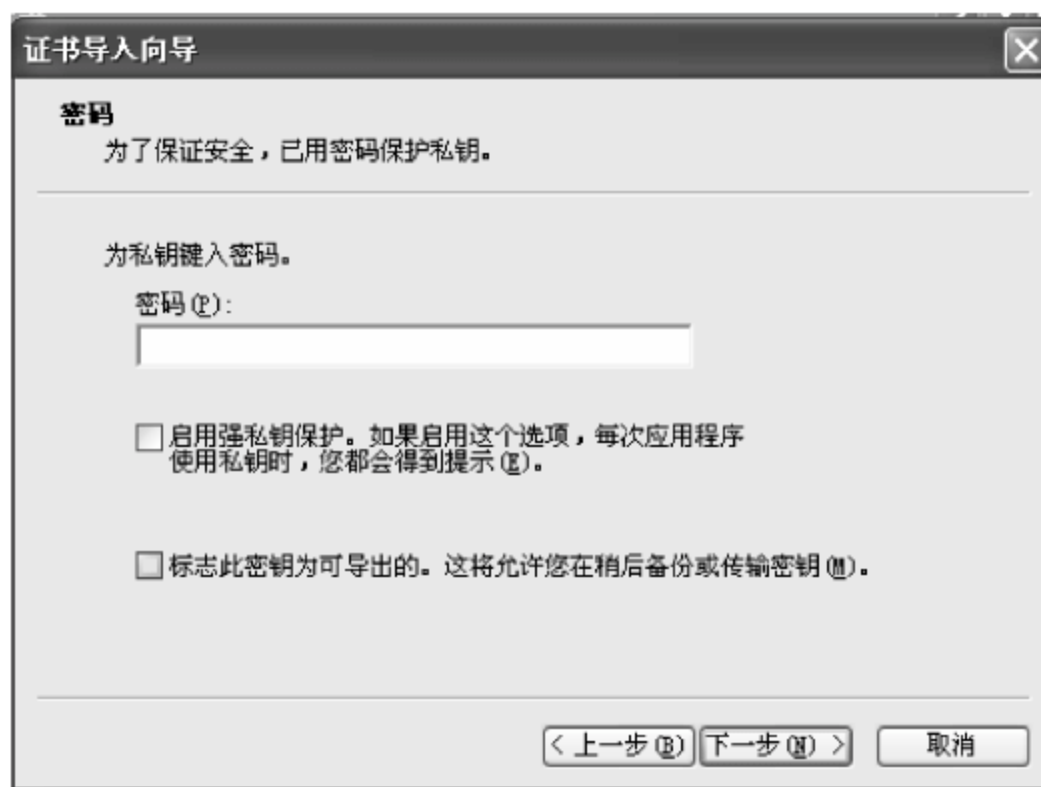 证书导入向导
密码
为了保证安全，已用密码保护私钥。
为私钥键入密码。
密码(P):
启用强私钥保护。如果启用这个选项，每次应用程序
使用私钥时，您都会得到提示(E)。
标志此密钥为可导出的。这将允许您在稍后备份或传输密钥(M)。
< 上一步(B) 下一步(N) > 取消